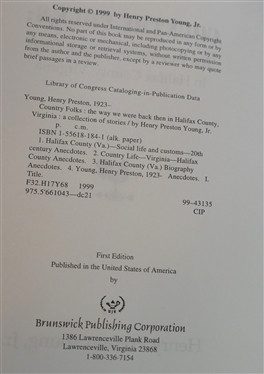 Copyright © 1999 by Henry Preston Young, Jr.
All rights reserved under International and Pan-American Copyright
Conventions. No part of this book may be reproduced in any form or by
any means, electronic or mechanical, including photocopying or by any
informational storage or retrieval systems, without written permission
from the author and the publisher, except by a reviewer who may quote
brief passages in a review.
Library of Congress Cataloging-in-Publication Data
Young, Henry Preston, 1923–
Country Folks : the way we were back then in Halifax County,
Virginia : a collection of stories / by Henry Preston Young, Jr.
p. c.m.
ISBN 1-55618-184-1 (alk. paper)
1. Halifax County (Va.)—Social life and customs—20th
century Anecdotes. 2. Country Life—Virginia—Halifax
County Anecdotes. 3. Halifax County (Va.) Biography
Anecdotes. 4. Young, Henry Preston, 1923- Anecdotes. I.
Title.
F32.H17Y68 1999
975.5'661043—dc21
99-43135
CIP
First Edition
Published in the United States of America
by
Brunswick Publishing Corporation
1386 Lawrenceville Plank Road
Lawrenceville, Virginia 23868
1-800-336-7154